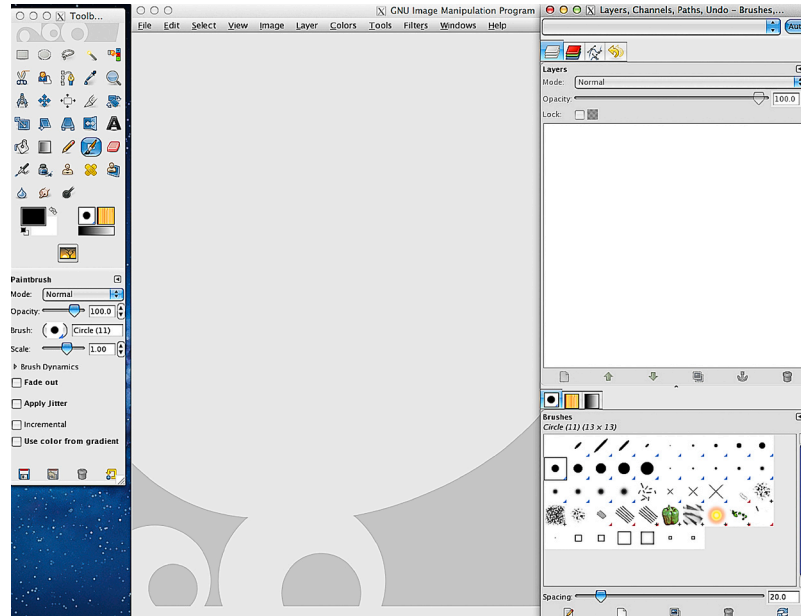 Toolb...
Paintbrush
Mode: Normal
Opacity: 100.0
Brush: Circle (11)
Scale: 1.00
Brush Dynamics
Fade out
Apply Jitter
Incremental
Use color from gradient
GNU Image Manipulation Program
File Edit Select View Image Layer Colors Tools Filters Windows Help
Layers, Channels, Paths, Undo - Brushes,...
Aut
Layers
Mode: Normal
Opacity: 100.0
Lock:
Brushes
Circle (11) (13 × 13)
Spacing: 20.0